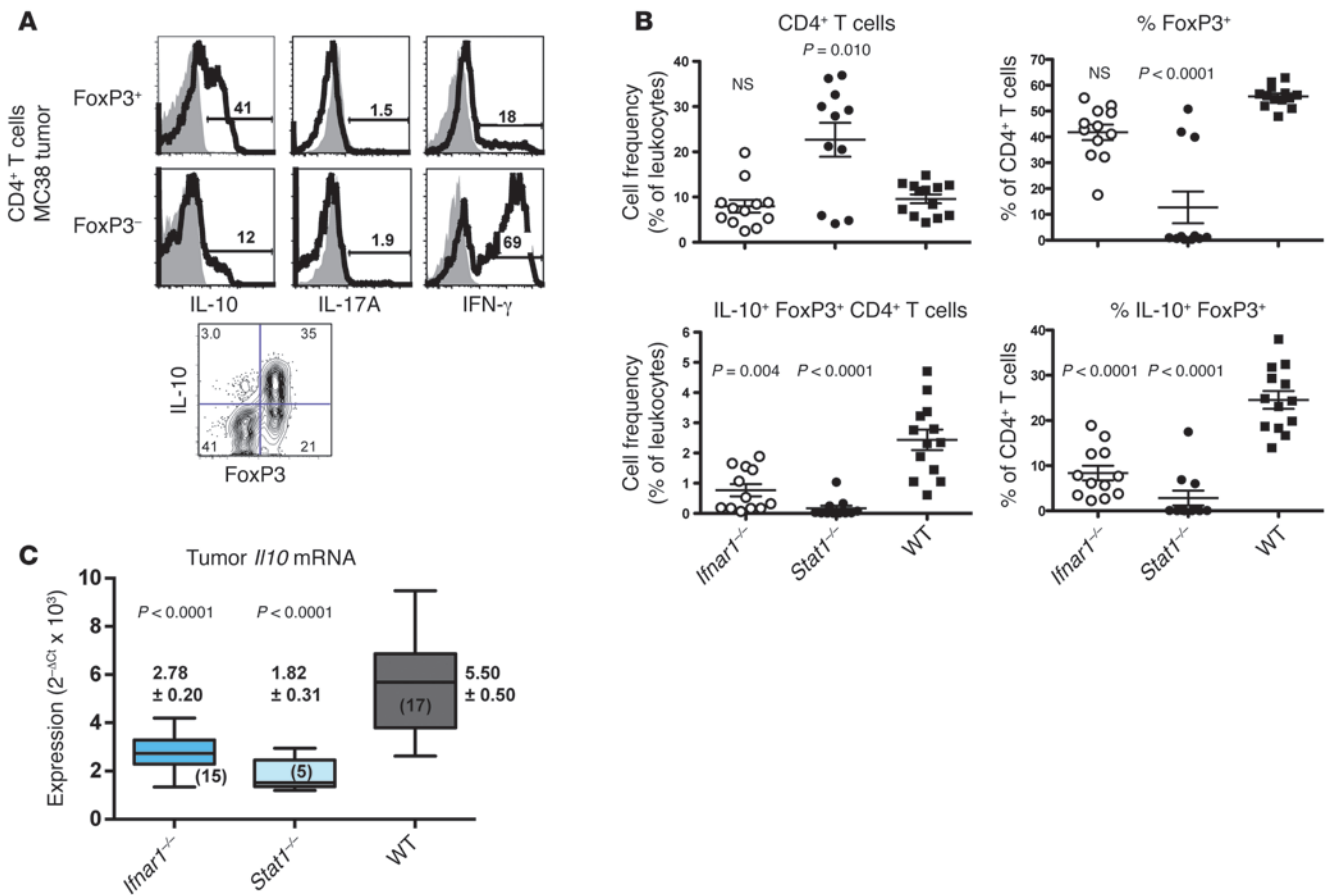 A
CD4⁺ T cells
MC38 tumor
FoxP3⁺
41
1.5
18
FoxP3⁻
12
1.9
69
IL-10
IL-17A
IFN-γ
3.0
35
IL-10
41
21
FoxP3
B
CD4⁺ T cells
Cell frequency
(% of leukocytes)
40
30
20
10
0
NS
P = 0.010
% FoxP3⁺
% of CD4⁺ T cells
70
60
50
40
30
20
10
0
NS
P < 0.0001
IL-10⁺ FoxP3⁺ CD4⁺ T cells
Cell frequency
(% of leukocytes)
6
5
4
3
2
1
0
P = 0.004
P < 0.0001
Ifnar1⁻/⁻
Stat1⁻/⁻
WT
% IL-10⁺ FoxP3⁺
% of CD4⁺ T cells
40
30
20
10
0
P < 0.0001
P < 0.0001
Ifnar1⁻/⁻
Stat1⁻/⁻
WT
C
Tumor Il10 mRNA
Expression (2⁻ΔCt x 10³)
10
8
6
4
2
0
P < 0.0001
P < 0.0001
2.78
± 0.20
1.82
± 0.31
5.50
± 0.50
(15)
(5)
(17)
Ifnar1⁻/⁻
Stat1⁻/⁻
WT